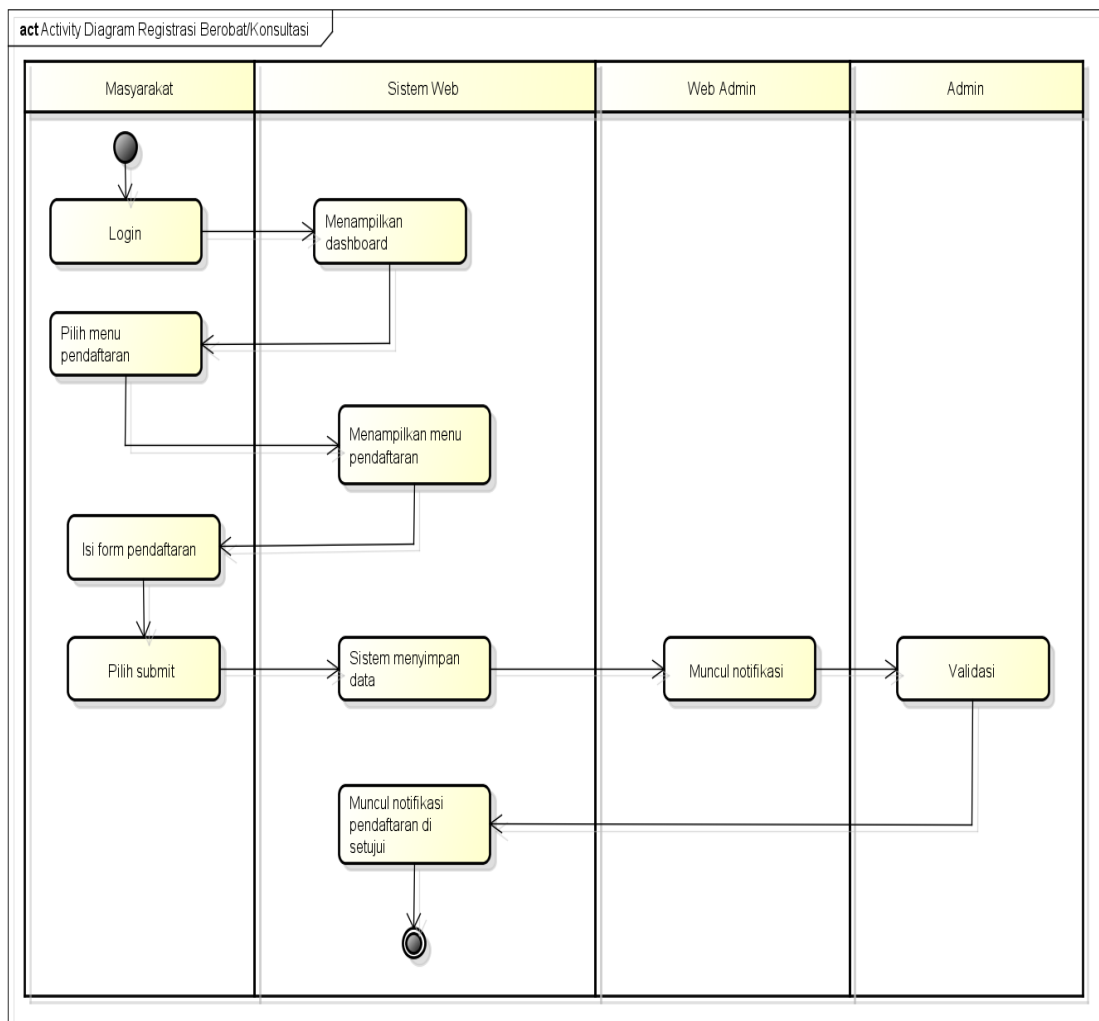 act Activity Diagram Registrasi Berobat/Konsultasi
Masyarakat
Sistem Web
Web Admin
Admin
Login
Menampilkan
dashboard
Pilih menu
pendaftaran
Menampilkan menu
pendaftaran
Isi form pendaftaran
Pilih submit
Sistem menyimpan
data
Muncul notifikasi
Validasi
Muncul notifikasi
pendaftaran di
setujui